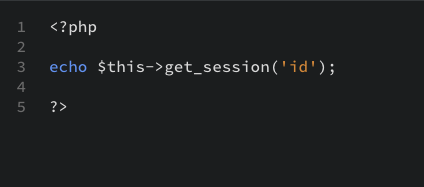 1 <?php
2
3 echo $this->get_session('id');
4
5 ?>